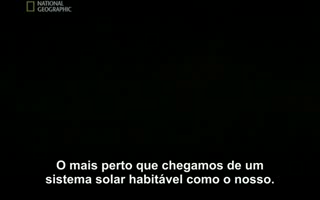 NATIONAL
GEOGRAPHIC
O mais perto que chegamos de um
sistema solar habitável como o nosso.